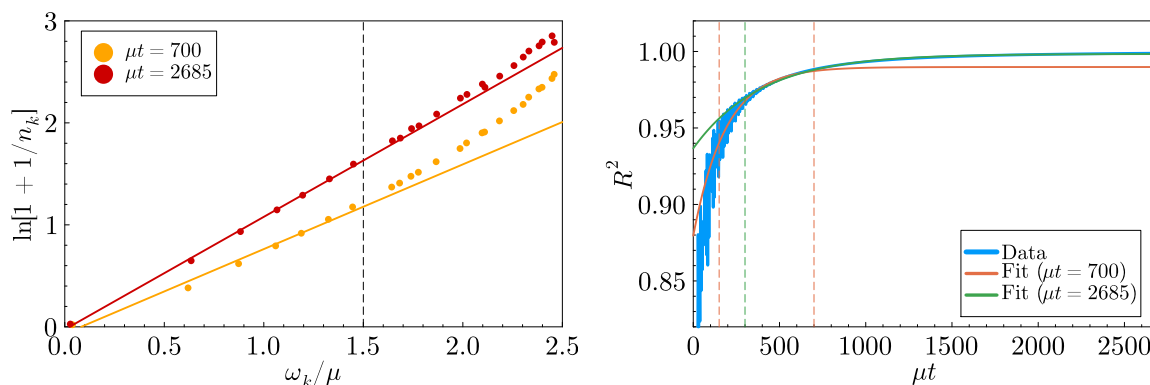 3
2
1
0
0.0
0.5
1.0
1.5
2.0
2.5
ln[1 + 1/n_k]
ω_k/μ
μt = 700
μt = 2685
1.00
0.95
0.90
0.85
0
500
1000
1500
2000
2500
R²
μt
Data
Fit (μt = 700)
Fit (μt = 2685)